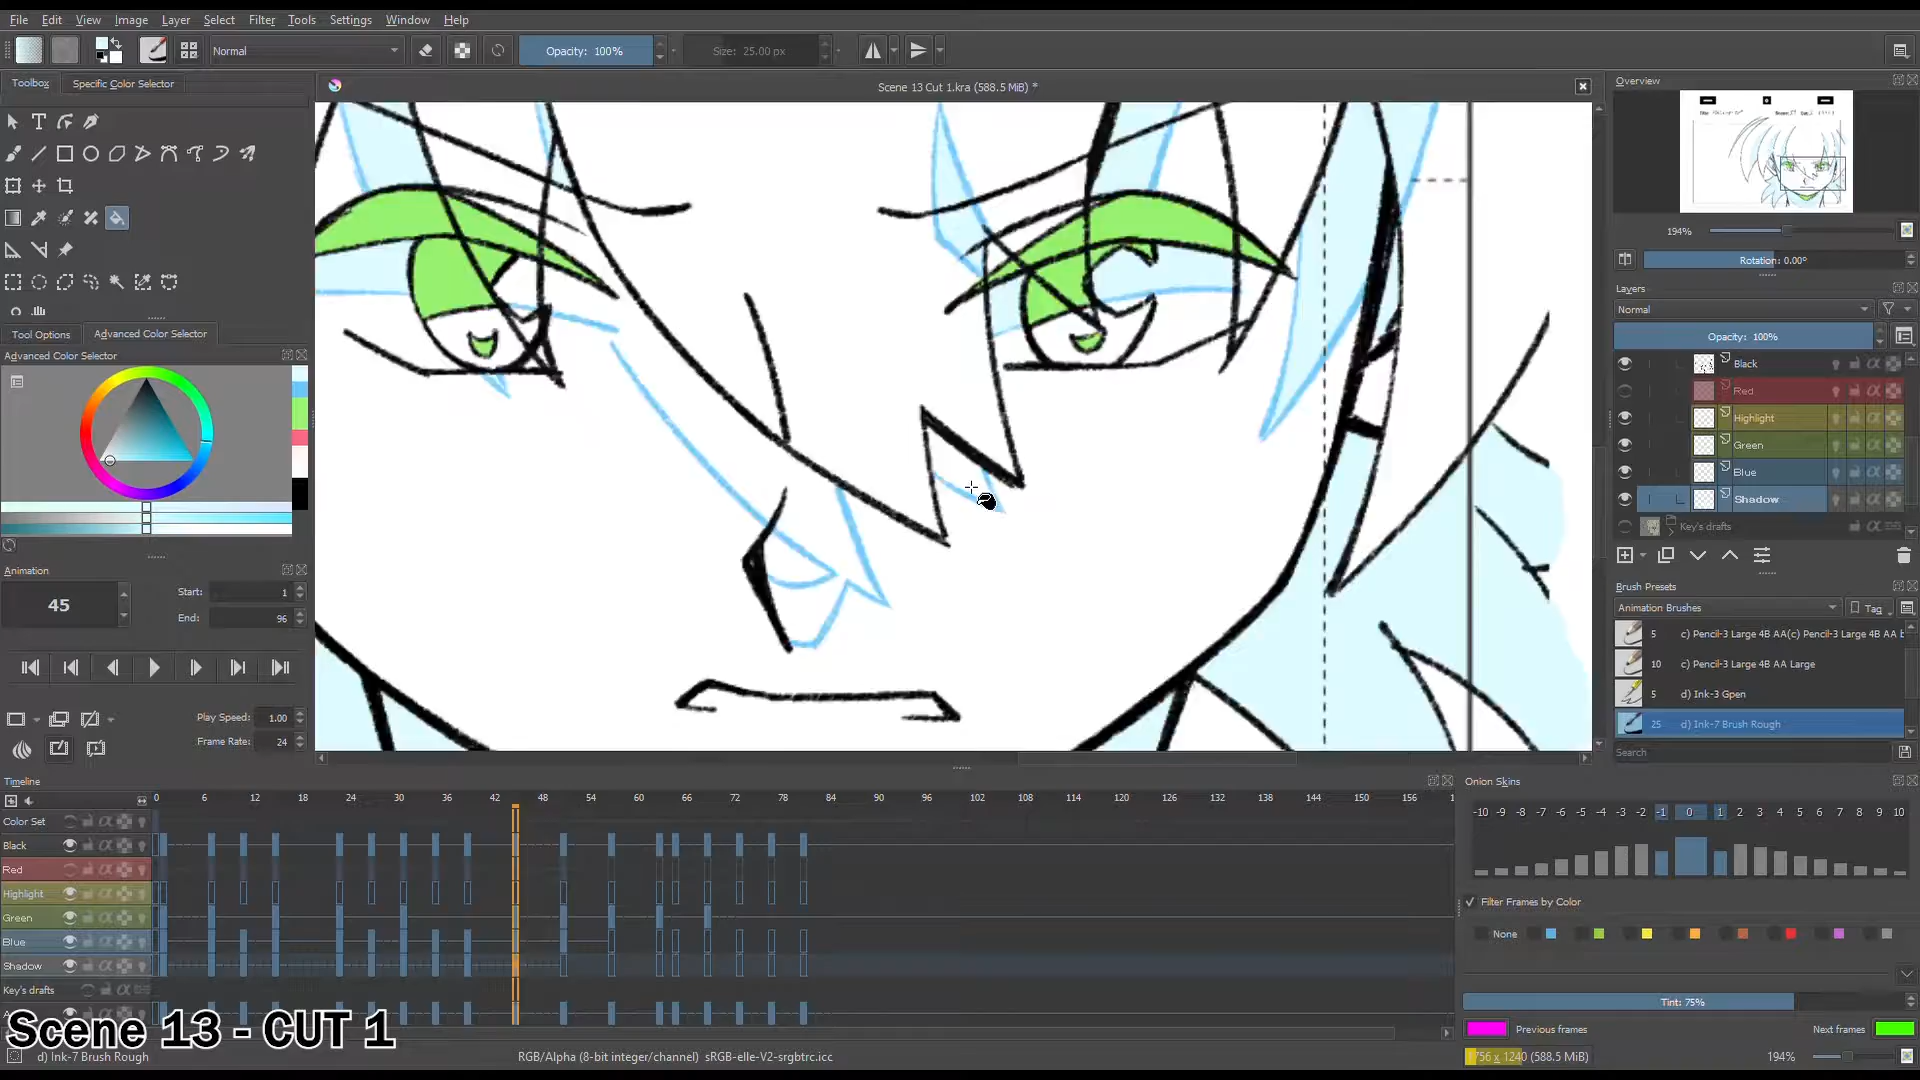 File Edit View Image Layer Select Filter Tools Settings Window Help
Normal Opacity: 100% Size: 25.00 px
Toolbox Specific Color Selector
Scene 13 Cut 1.kra (588.5 MiB) *
Overview
194%
Rotation: 0.00°
Layers
Normal
Opacity: 100%
Black
Red
Highlight
Green
Blue
Shadow
Key's drafts
Tool Options Advanced Color Selector
Advanced Color Selector
Animation
45
Start: 1
End: 96
Play Speed: 1.00
Frame Rate: 24
Brush Presets
Animation Brushes Tag
5 c) Pencil-3 Large 4B AA(c) Pencil-3 Large 4B AA b
10 c) Pencil-3 Large 4B AA Large
5 d) Ink-3 Gpen
25 d) Ink-7 Brush Rough
Search
Timeline
0 6 12 18 24 30 36 42 48 54 60 66 72 78 84 90 96 102 108 114 120 126 132 138 144 150 156 1
Color Set
Black
Red
Highlight
Green
Blue
Shadow
Key's drafts
Onion Skins
-10 -9 -8 -7 -6 -5 -4 -3 -2 -1 0 1 2 3 4 5 6 7 8 9 10
Filter Frames by Color
None
Tint: 75%
Previous frames Next frames
Scene 13 - CUT 1
d) Ink-7 Brush Rough RGB/Alpha (8-bit integer/channel) sRGB-elle-V2-srgbtrc.icc
1756 x 1240 (588.5 MiB) 194%